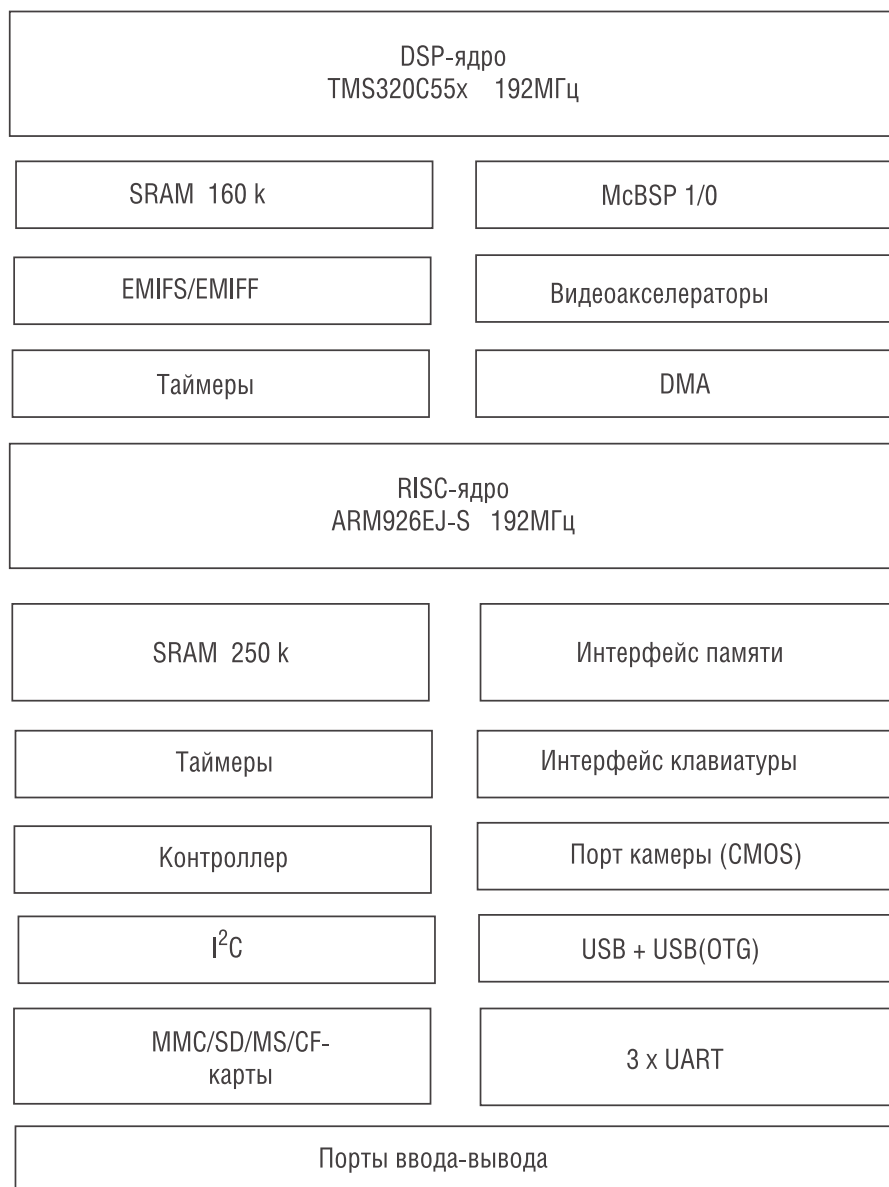 DSP-ядро
TMS320C55x 192МГц
SRAM 160 k
McBSP 1/0
EMIFS/EMIFF
Видеоакселераторы
Таймеры
DMA
RISC-ядро
ARM926EJ-S 192МГц
SRAM 250 k
Интерфейс памяти
Таймеры
Интерфейс клавиатуры
Контроллер
Порт камеры (CMOS)
I²C
USB + USB(OTG)
MMC/SD/MS/CF-
карты
3 x UART
Порты ввода-вывода